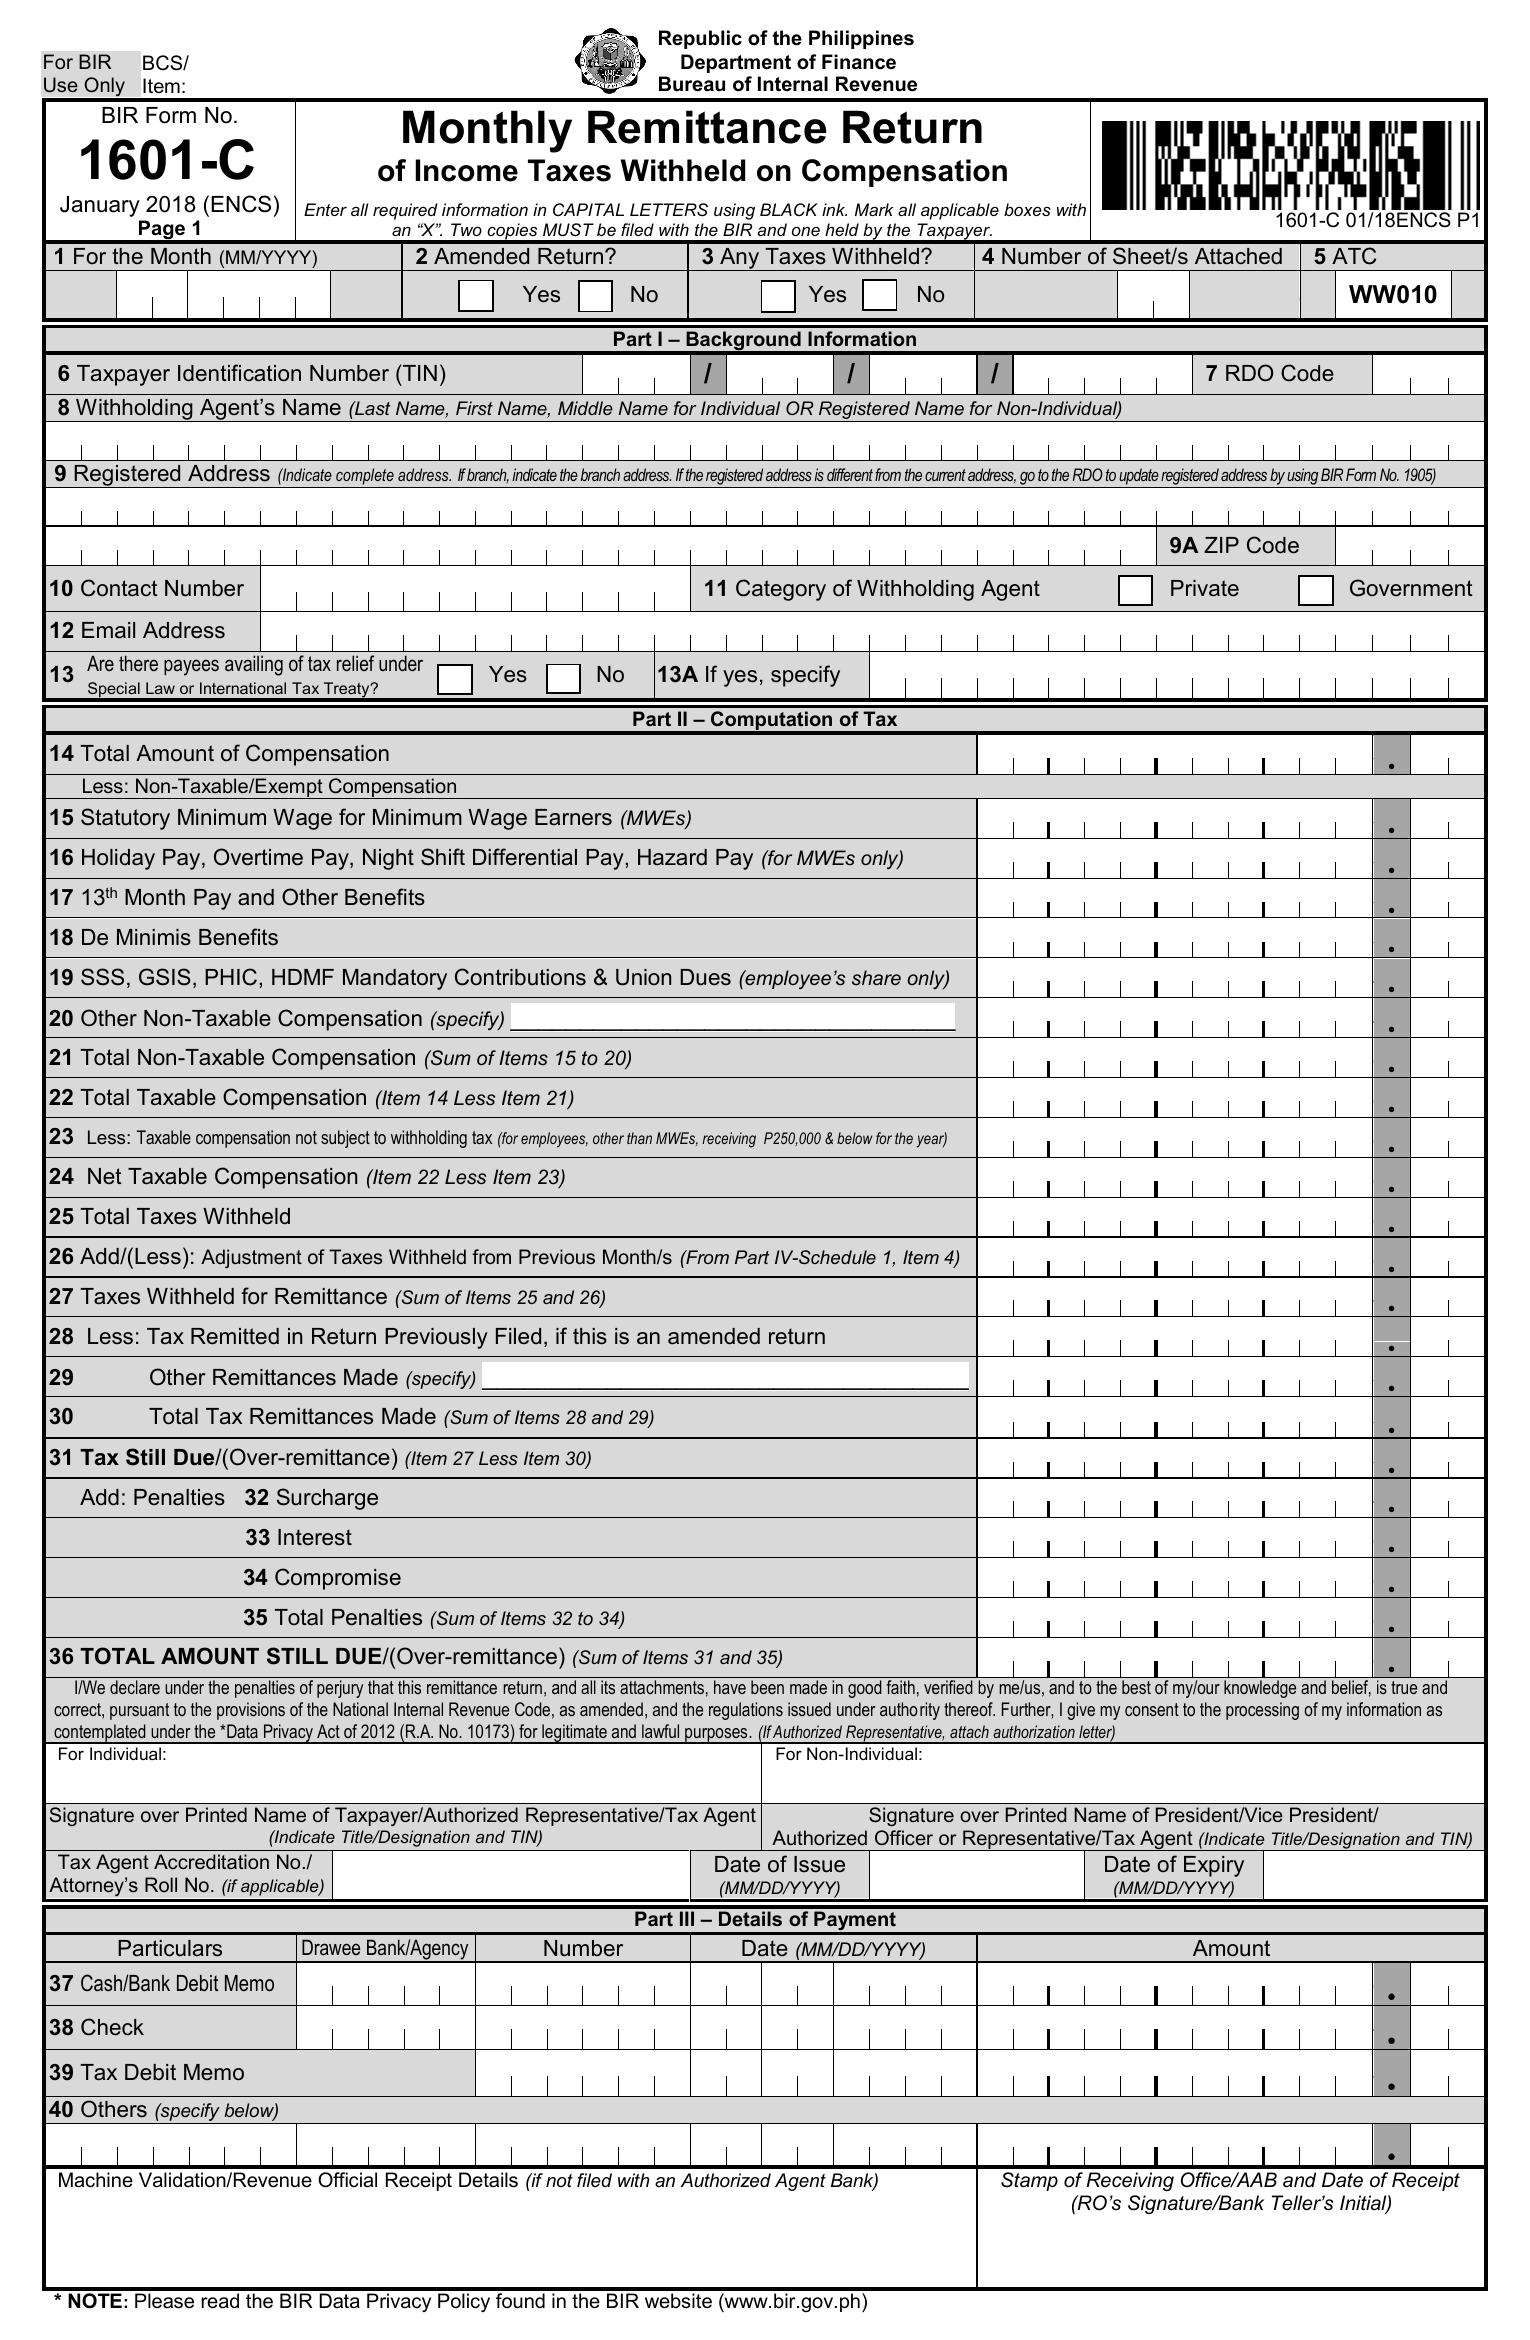 For BIR
Use Only
BCS/
Item:
Republic of the Philippines
Department of Finance
Bureau of Internal Revenue
BIR Form No.
1601-C
January 2018 (ENCS)
Page 1
Monthly Remittance Return
of Income Taxes Withheld on Compensation
Enter all required information in CAPITAL LETTERS using BLACK ink. Mark all applicable boxes with
an “X”. Two copies MUST be filed with the BIR and one held by the Taxpayer.
1601-C 01/18ENCS P1
1 For the Month (MM/YYYY)
2 Amended Return?
Yes No
3 Any Taxes Withheld?
Yes No
4 Number of Sheet/s Attached
5 ATC
WW010
Part I – Background Information
6 Taxpayer Identification Number (TIN) / / / 7 RDO Code
8 Withholding Agent’s Name (Last Name, First Name, Middle Name for Individual OR Registered Name for Non-Individual)
9 Registered Address (Indicate complete address. If branch, indicate the branch address. If the registered address is different from the current address, go to the RDO to update registered address by using BIR Form No. 1905)
9A ZIP Code
10 Contact Number 11 Category of Withholding Agent Private Government
12 Email Address
13 Are there payees availing of tax relief under
Special Law or International Tax Treaty?
Yes No 13A If yes, specify
Part II – Computation of Tax
14 Total Amount of Compensation .
Less: Non-Taxable/Exempt Compensation
15 Statutory Minimum Wage for Minimum Wage Earners (MWEs) .
16 Holiday Pay, Overtime Pay, Night Shift Differential Pay, Hazard Pay (for MWEs only) .
17 13th Month Pay and Other Benefits .
18 De Minimis Benefits .
19 SSS, GSIS, PHIC, HDMF Mandatory Contributions & Union Dues (employee’s share only) .
20 Other Non-Taxable Compensation (specify) .
21 Total Non-Taxable Compensation (Sum of Items 15 to 20) .
22 Total Taxable Compensation (Item 14 Less Item 21) .
23 Less: Taxable compensation not subject to withholding tax (for employees, other than MWEs, receiving P250,000 & below for the year) .
24 Net Taxable Compensation (Item 22 Less Item 23) .
25 Total Taxes Withheld .
26 Add/(Less): Adjustment of Taxes Withheld from Previous Month/s (From Part IV-Schedule 1, Item 4) .
27 Taxes Withheld for Remittance (Sum of Items 25 and 26) .
28 Less: Tax Remitted in Return Previously Filed, if this is an amended return .
29 Other Remittances Made (specify) .
30 Total Tax Remittances Made (Sum of Items 28 and 29) .
31 Tax Still Due/(Over-remittance) (Item 27 Less Item 30) .
Add: Penalties 32 Surcharge .
33 Interest .
34 Compromise .
35 Total Penalties (Sum of Items 32 to 34) .
36 TOTAL AMOUNT STILL DUE/(Over-remittance) (Sum of Items 31 and 35) .
I/We declare under the penalties of perjury that this remittance return, and all its attachments, have been made in good faith, verified by me/us, and to the best of my/our knowledge and belief, is true and
correct, pursuant to the provisions of the National Internal Revenue Code, as amended, and the regulations issued under authority thereof. Further, I give my consent to the processing of my information as
contemplated under the *Data Privacy Act of 2012 (R.A. No. 10173) for legitimate and lawful purposes. (If Authorized Representative, attach authorization letter)
For Individual:
For Non-Individual:
Signature over Printed Name of Taxpayer/Authorized Representative/Tax Agent
(Indicate Title/Designation and TIN)
Signature over Printed Name of President/Vice President/
Authorized Officer or Representative/Tax Agent (Indicate Title/Designation and TIN)
Tax Agent Accreditation No./
Attorney’s Roll No. (if applicable)
Date of Issue
(MM/DD/YYYY)
Date of Expiry
(MM/DD/YYYY)
Part III – Details of Payment
Particulars Drawee Bank/Agency Number Date (MM/DD/YYYY) Amount
37 Cash/Bank Debit Memo .
38 Check .
39 Tax Debit Memo .
40 Others (specify below)
.
Machine Validation/Revenue Official Receipt Details (if not filed with an Authorized Agent Bank)
Stamp of Receiving Office/AAB and Date of Receipt
(RO’s Signature/Bank Teller’s Initial)
* NOTE: Please read the BIR Data Privacy Policy found in the BIR website (www.bir.gov.ph)